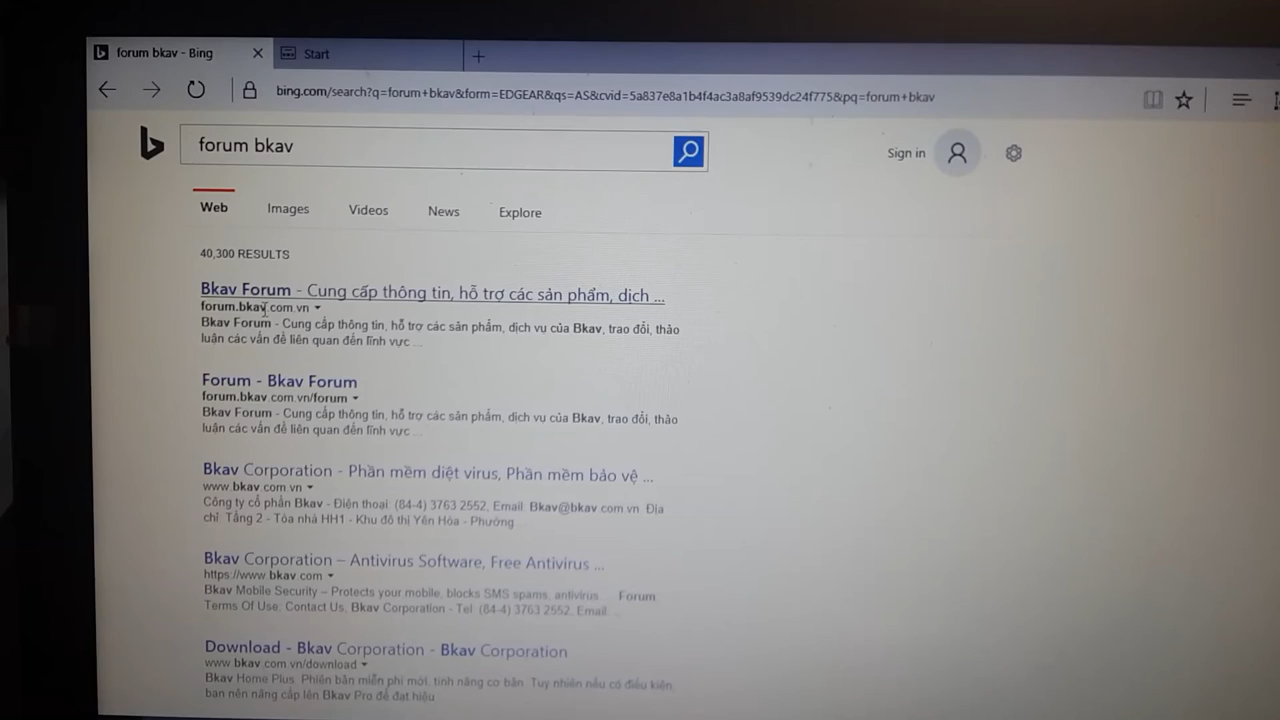 forum bkav - Bing
Start
bing.com/search?q=forum+bkav&form=EDGEAR&qs=AS&cvid=5a837e8a1b4f4ac3a8af9539dc24f775&pq=forum+bkav
forum bkav
Sign in
Web Images Videos News Explore
40,300 RESULTS
Bkav Forum - Cung cấp thông tin, hỗ trợ các sản phẩm, dịch ...
forum.bkav.com.vn
Bkav Forum - Cung cấp thông tin, hỗ trợ các sản phẩm, dịch vụ của Bkav, trao đổi, thảo
luận các vấn đề liên quan đến lĩnh vực ...
Forum - Bkav Forum
forum.bkav.com.vn/forum
Bkav Forum - Cung cấp thông tin, hỗ trợ các sản phẩm, dịch vụ của Bkav, trao đổi, thảo
luận các vấn đề liên quan đến lĩnh vực ...
Bkav Corporation - Phần mềm diệt virus, Phần mềm bảo vệ ...
www.bkav.com.vn
Công ty cổ phần Bkav - Điện thoại: (84-4) 3763 2552, Email: Bkav@bkav.com.vn Địa
chỉ: Tầng 2 - Tòa nhà HH1 - Khu đô thị Yên Hòa - Phường
Bkav Corporation – Antivirus Software, Free Antivirus ...
https://www.bkav.com
Bkav Mobile Security – Protects your mobile, blocks SMS spams, antivirus ... Forum
Terms Of Use; Contact Us; Bkav Corporation - Tel: (84-4) 3763 2552, Email: ...
Download - Bkav Corporation - Bkav Corporation
www.bkav.com.vn/download
Bkav Home Plus. Phiên bản miễn phí mới, tính năng cơ bản. Tuy nhiên nếu có điều kiện,
bạn nên nâng cấp lên Bkav Pro để đạt hiệu